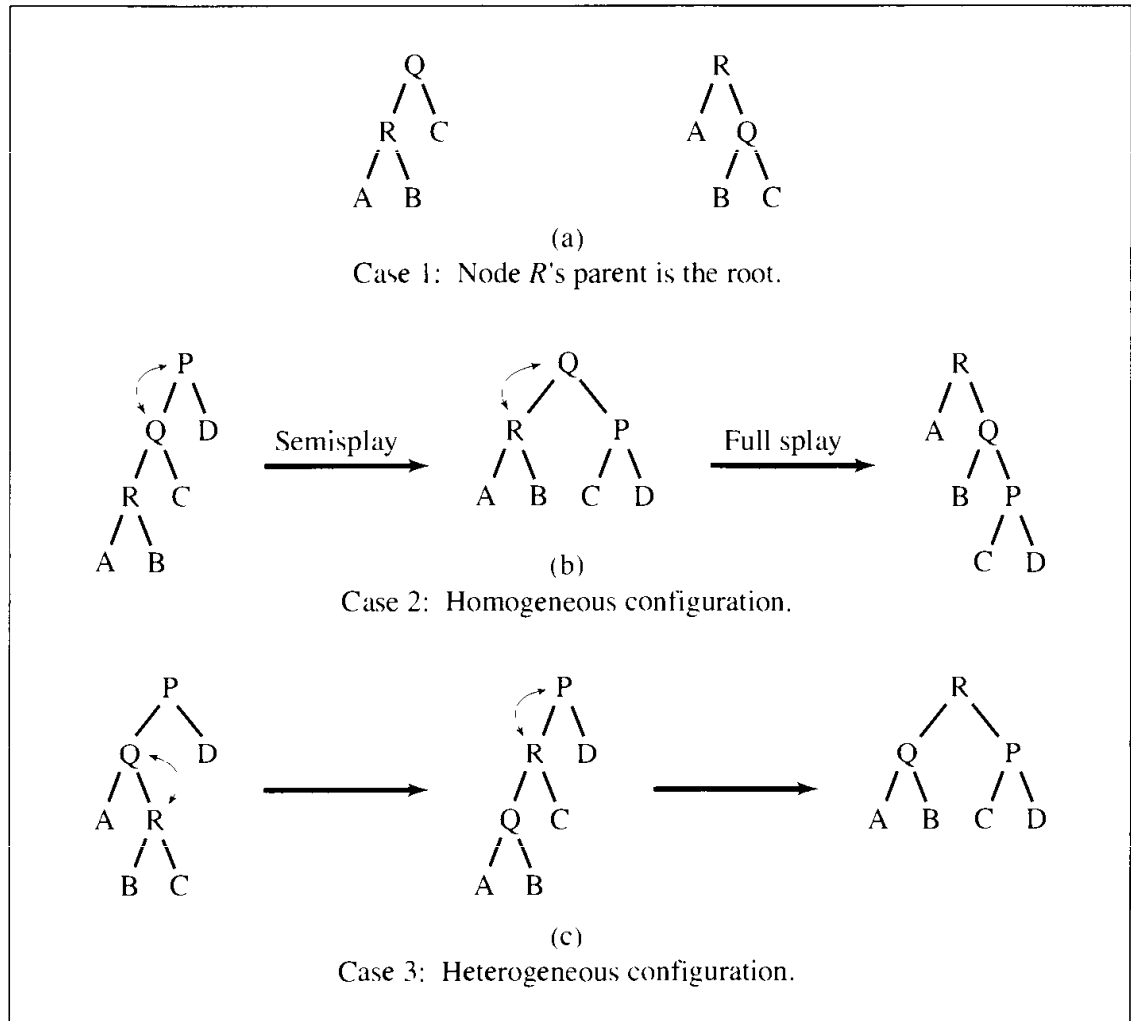 Q R
R C A Q
A B B C
(a)
Case 1: Node R's parent is the root.
P Q R
Q D Semisplay R P Full splay A Q
R C A B C D B P
A B C D
(b)
Case 2: Homogeneous configuration.
P P R
Q D R D Q P
A R Q C A B C D
B C A B
(c)
Case 3: Heterogeneous configuration.